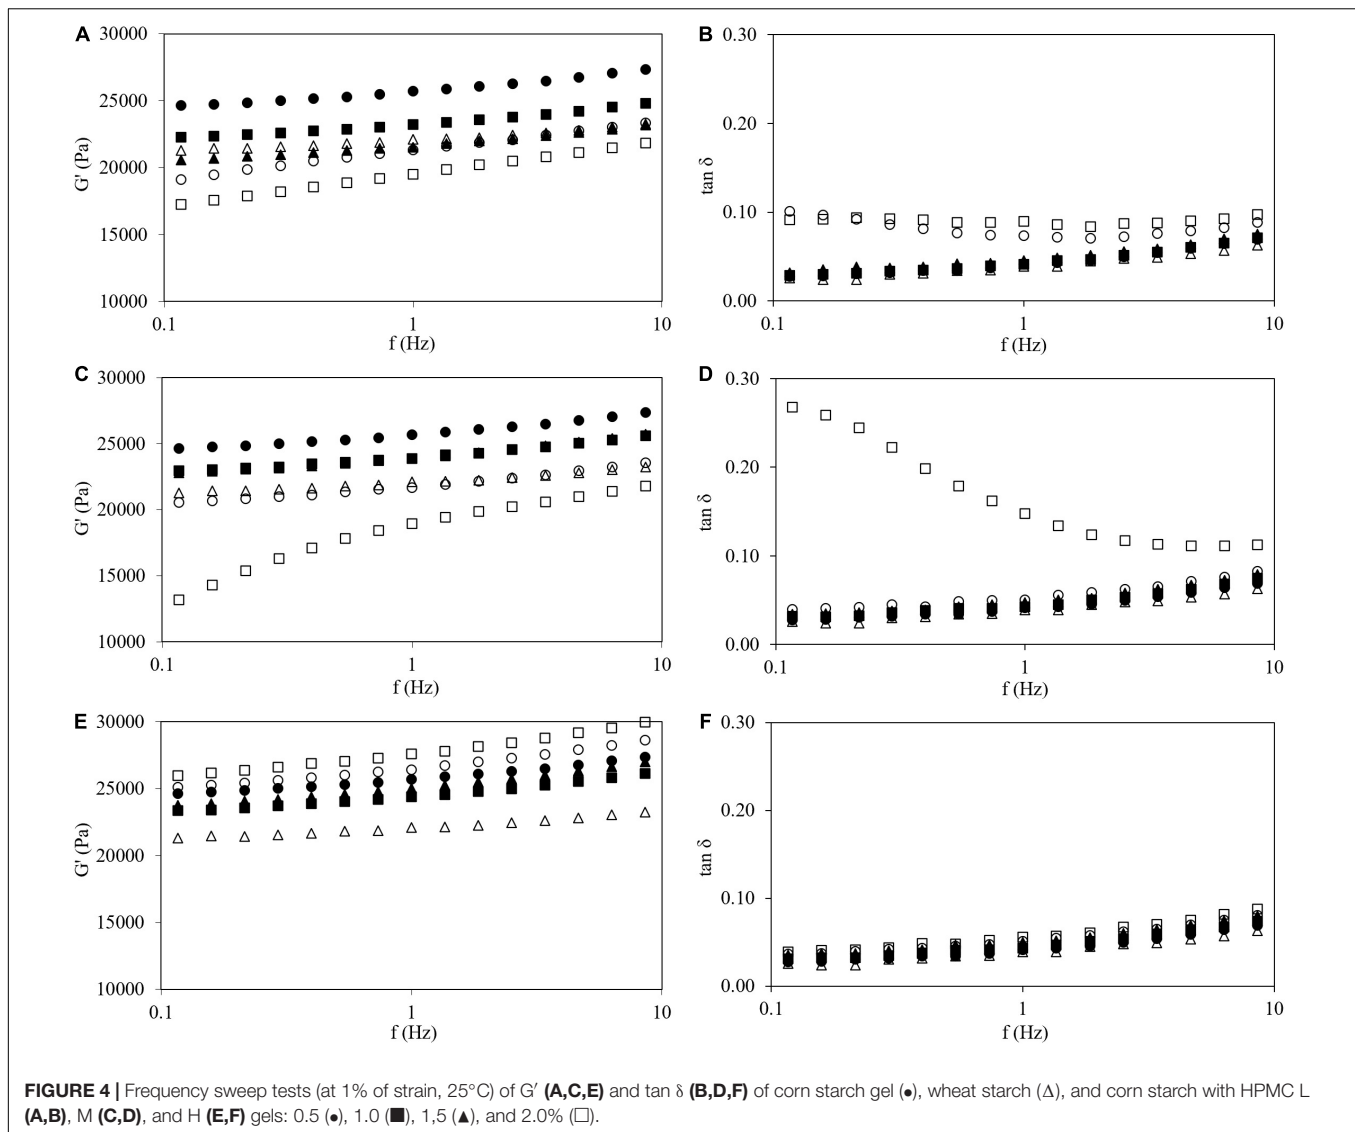 A
B
30000
25000
20000
15000
10000
G' (Pa)
0.1
1
10
f (Hz)
0.30
0.20
0.10
0.00
tan δ
0.1
1
10
f (Hz)
C
D
30000
25000
20000
15000
10000
G' (Pa)
0.1
1
10
f (Hz)
0.30
0.20
0.10
0.00
tan δ
0.1
1
10
f (Hz)
E
F
30000
25000
20000
15000
10000
G' (Pa)
0.1
1
10
f (Hz)
0.30
0.20
0.10
0.00
tan δ
0.1
1
10
f (Hz)
FIGURE 4 | Frequency sweep tests (at 1% of strain, 25°C) of G′ (A,C,E) and tan δ (B,D,F) of corn starch gel (●), wheat starch (Δ), and corn starch with HPMC L
(A,B), M (C,D), and H (E,F) gels: 0.5 (●), 1.0 (■), 1,5 (▲), and 2.0% (□).